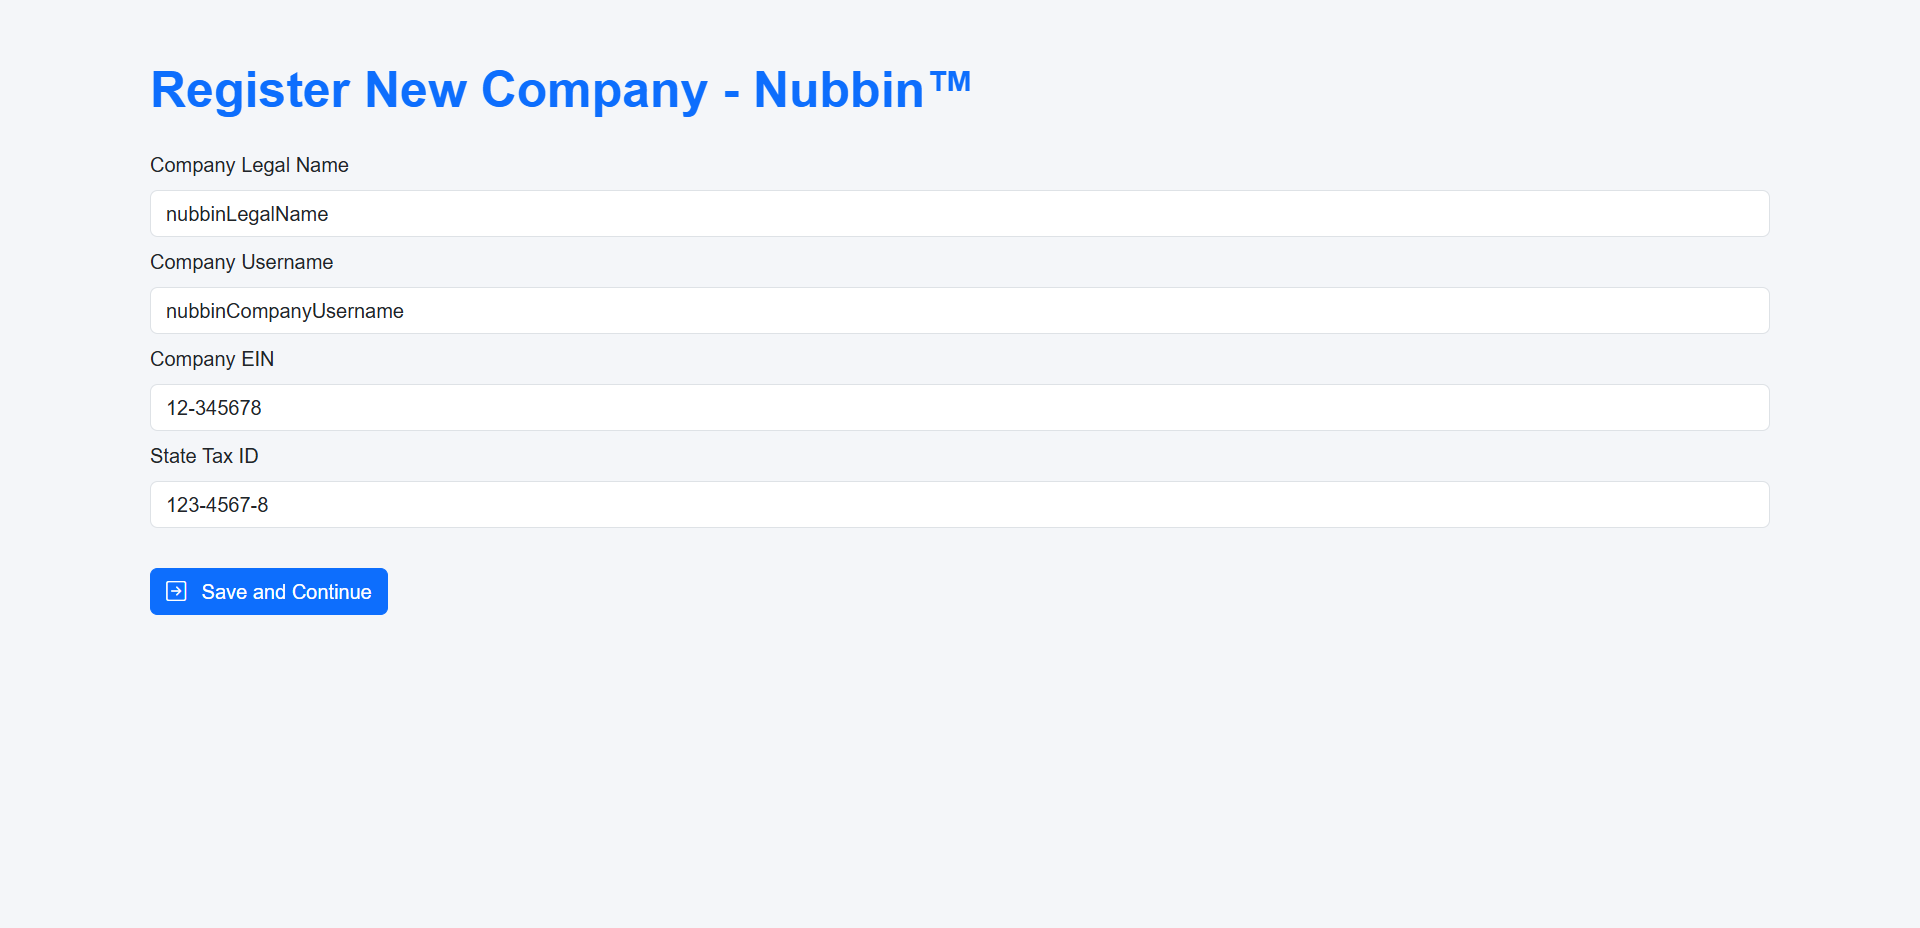 Register New Company - Nubbin™
Company Legal Name
nubbinLegalName
Company Username
nubbinCompanyUsername
Company EIN
12-345678
State Tax ID
123-4567-8
Save and Continue